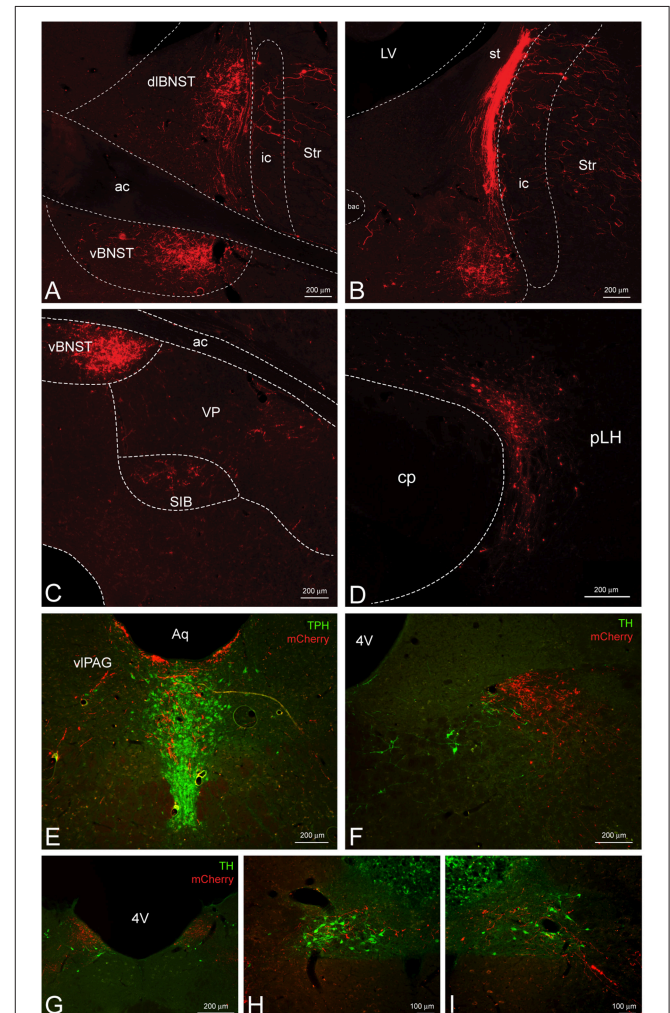 dlBNST
ic
Str
ac
vBNST
A
200 μm
LV
st
ic
Str
bac
B
200 μm
vBNST
ac
VP
SIB
C
200 μm
cp
pLH
D
200 μm
Aq
TPH
mCherry
vlPAG
E
200 μm
4V
TH
mCherry
F
200 μm
TH
mCherry
4V
G
200 μm
H
100 μm
I
100 μm